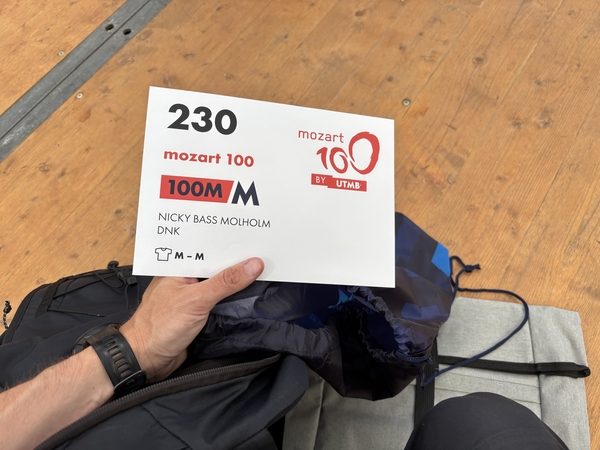 230
mozart 100
100M M
NICKY BASS MOLHOLM
DNK
M – M
mozart
100
BY UTMB